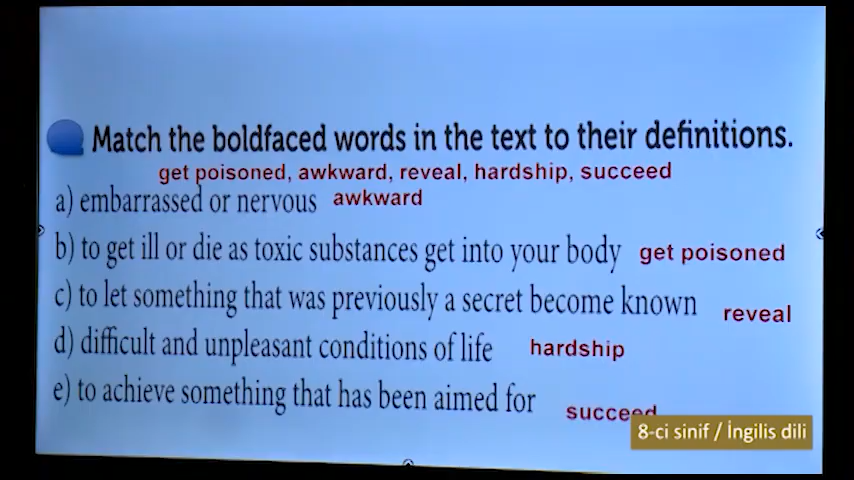 Match the boldfaced words in the text to their definitions.
get poisoned, awkward, reveal, hardship, succeed
a) embarrassed or nervous awkward
b) to get ill or die as toxic substances get into your body get poisoned
c) to let something that was previously a secret become known reveal
d) difficult and unpleasant conditions of life hardship
e) to achieve something that has been aimed for succeed
8-ci sinif / İngilis dili